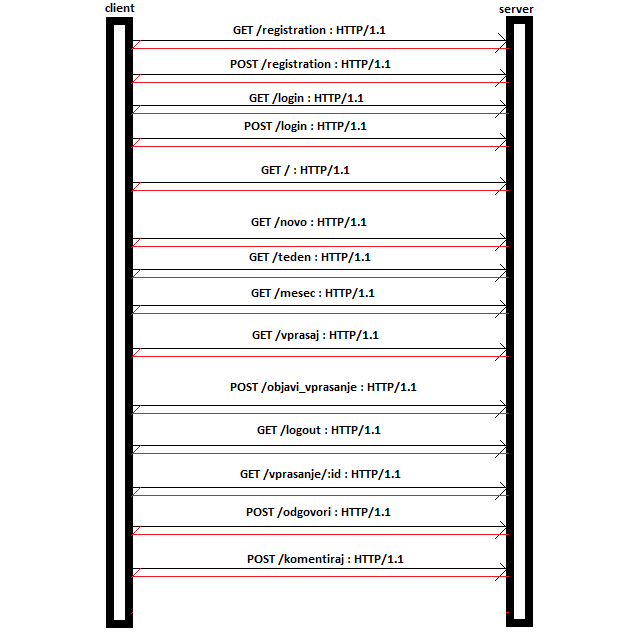 client
server
GET /registration : HTTP/1.1
POST /registration : HTTP/1.1
GET /login : HTTP/1.1
POST /login : HTTP/1.1
GET / : HTTP/1.1
GET /novo : HTTP/1.1
GET /teden : HTTP/1.1
GET /mesec : HTTP/1.1
GET /vprasaj : HTTP/1.1
POST /objavi_vprasanje : HTTP/1.1
GET /logout : HTTP/1.1
GET /vprasanje/:id : HTTP/1.1
POST /odgovori : HTTP/1.1
POST /komentiraj : HTTP/1.1